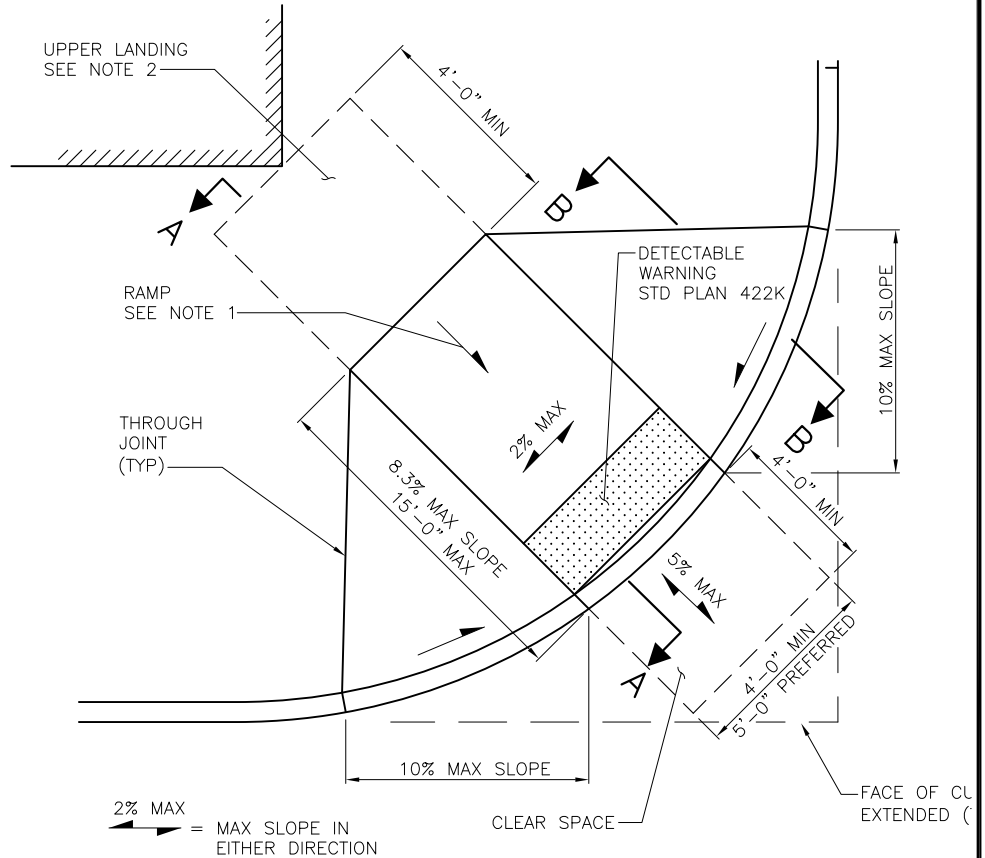 UPPER LANDING
SEE NOTE 2
4'-0" MIN
B
A
DETECTABLE
WARNING
STD PLAN 422K
RAMP
SEE NOTE 1
10% MAX SLOPE
2% MAX
THROUGH
JOINT
(TYP)
8.3% MAX SLOPE
15'-0" MAX
B
4'-0" MIN
5% MAX
4'-0" MIN
5'-0" PREFERRED
A
10% MAX SLOPE
FACE OF
EXTENDED
CLEAR SPACE
2% MAX
= MAX SLOPE IN
EITHER DIRECTION